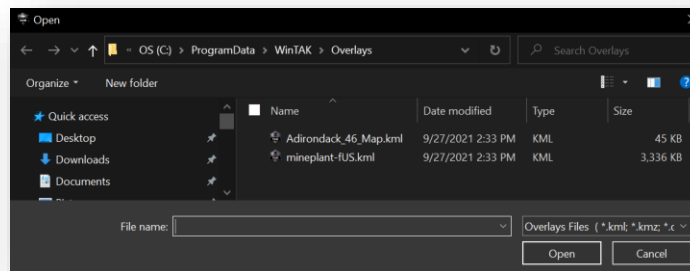 Open
OS (C:) › ProgramData › WinTAK › Overlays
Search Overlays
Organize
New folder
Quick access
Desktop
Downloads
Documents
Name
Date modified
Type
Size
Adirondack_46_Map.kml 9/27/2021 2:33 PM KML 45 KB
mineplant-fUS.kml 9/27/2021 2:33 PM KML 3,336 KB
File name:
Overlays Files ( *.kml; *.kmz; *.c
Open
Cancel